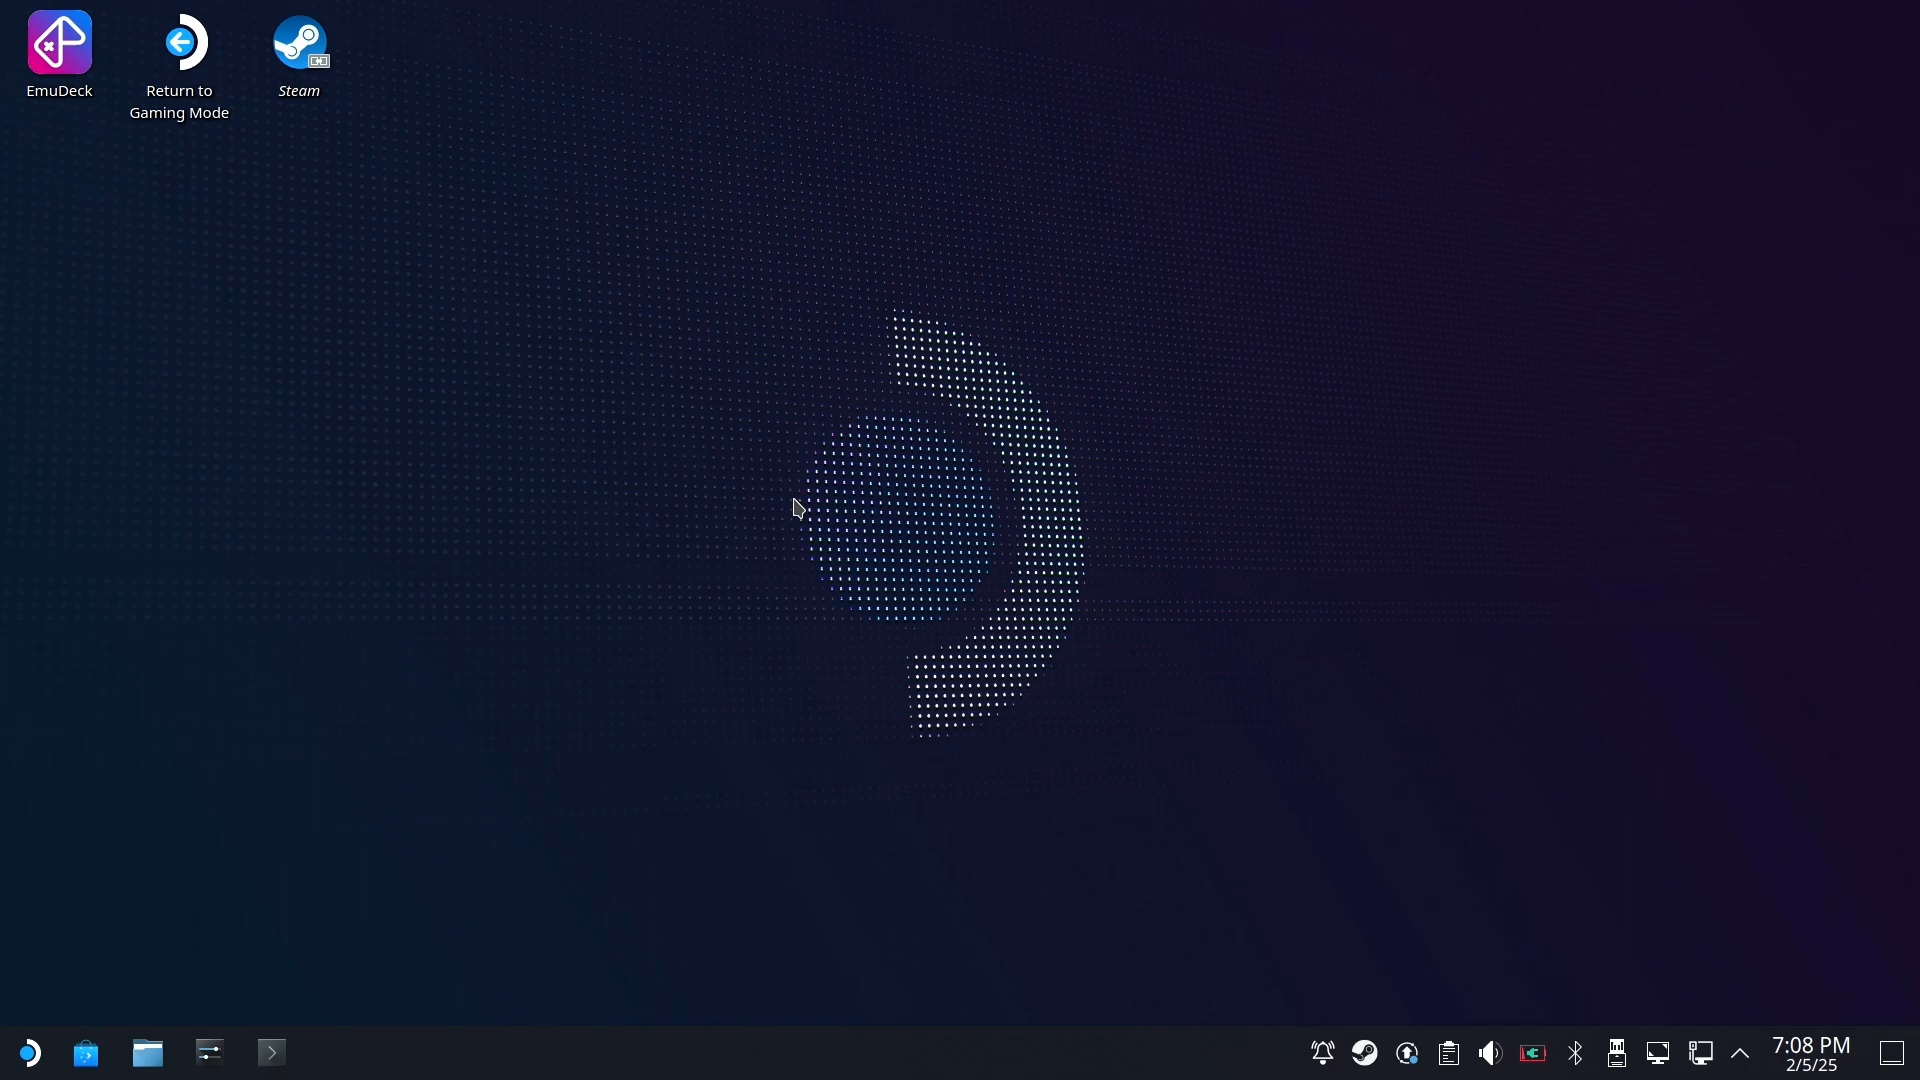 EmuDeck
Return to
Gaming Mode
Steam
7:08 PM
2/5/25